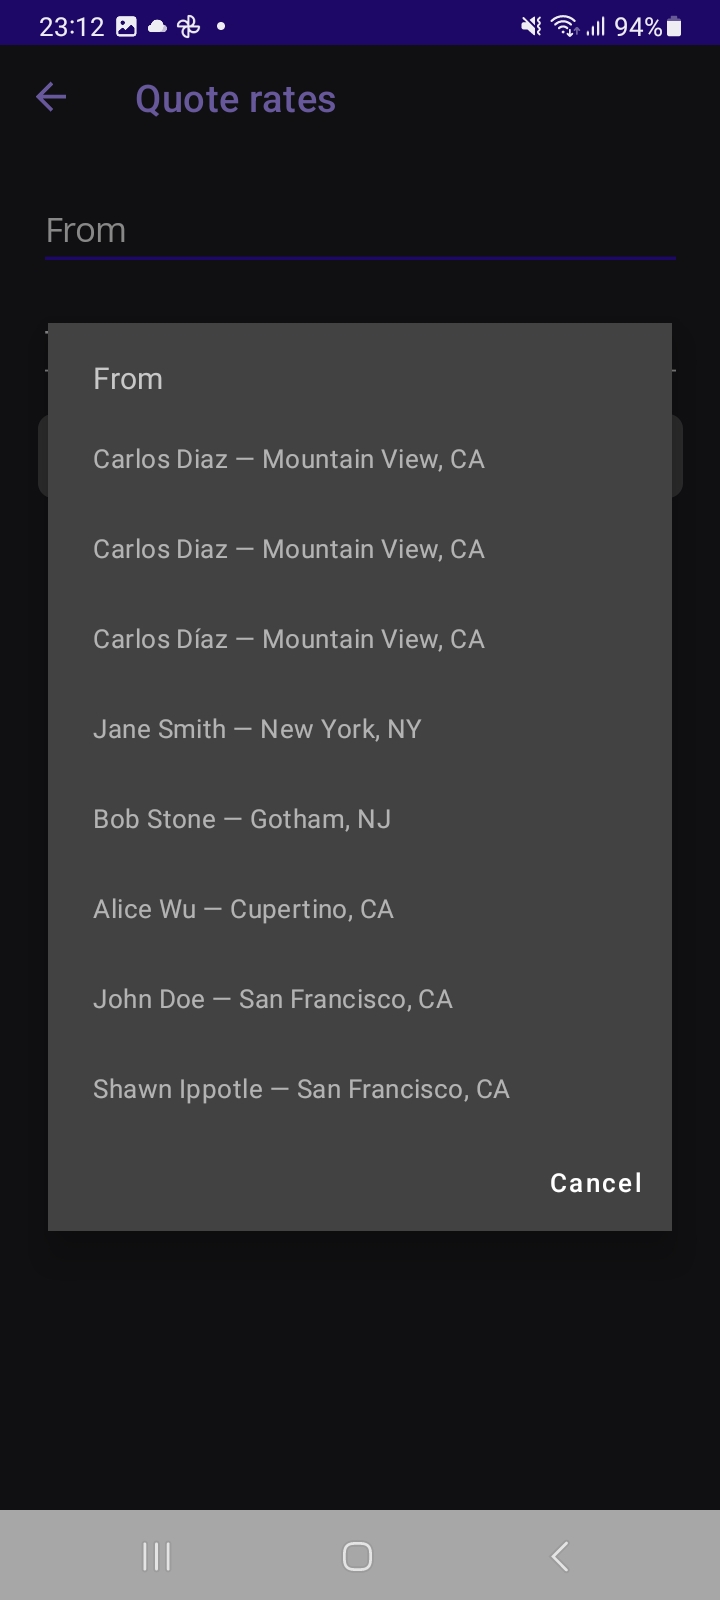 23:12
94%
Quote rates
From
From
Carlos Diaz — Mountain View, CA
Carlos Diaz — Mountain View, CA
Carlos Díaz — Mountain View, CA
Jane Smith — New York, NY
Bob Stone — Gotham, NJ
Alice Wu — Cupertino, CA
John Doe — San Francisco, CA
Shawn Ippotle — San Francisco, CA
Cancel